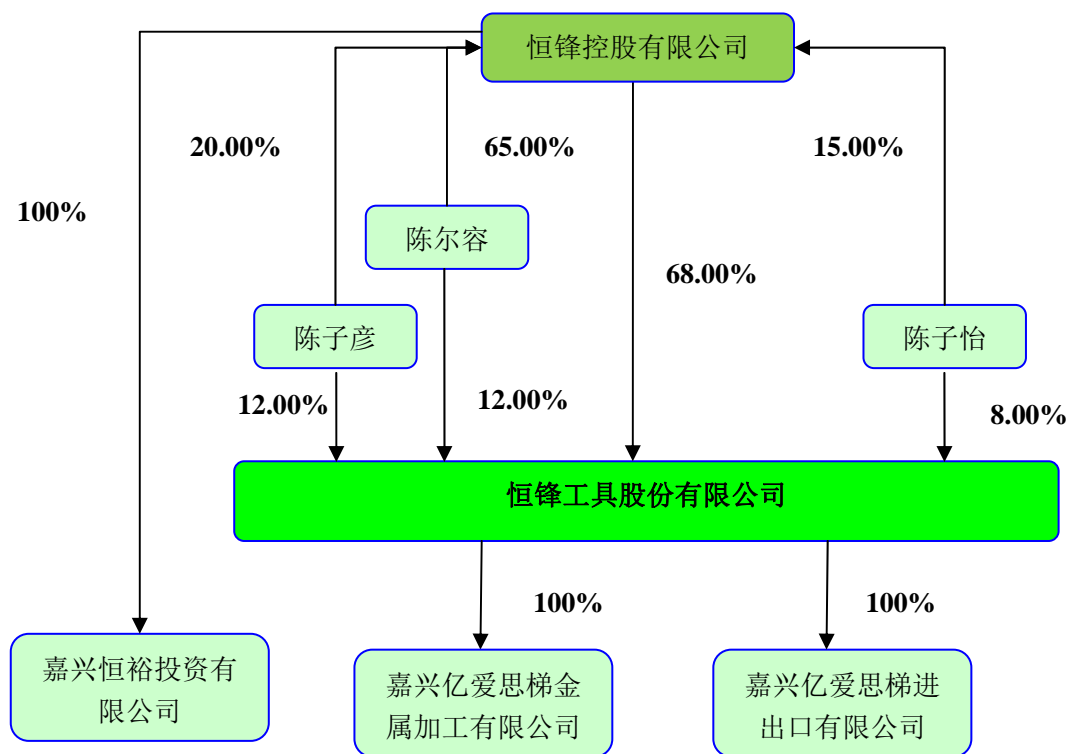 恒锋控股有限公司
20.00%
65.00%
15.00%
100%
陈尔容
68.00%
陈子彦
陈子怡
12.00%
12.00%
8.00%
恒锋工具股份有限公司
100%
100%
嘉兴恒裕投资有
限公司
嘉兴亿爱思梯金
属加工有限公司
嘉兴亿爱思梯进
出口有限公司